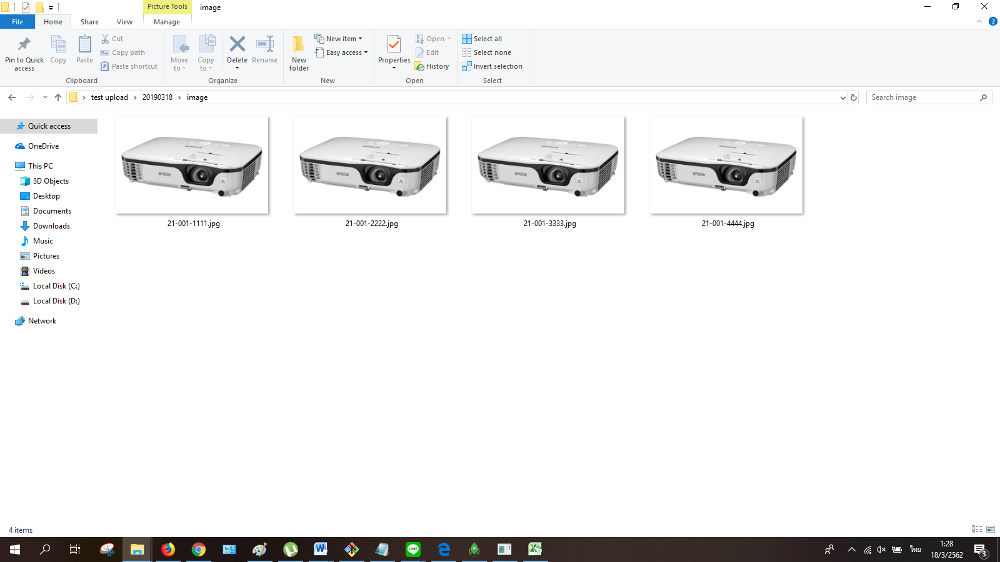 Picture Tools
image
File
Home
Share
View
Manage
Pin to Quick
access
Copy
Paste
Cut
Copy path
Paste shortcut
Clipboard
Move
to
Copy
to
Delete
Rename
Organize
New
folder
New item
Easy access
New
Properties
Open
Edit
History
Open
Select all
Select none
Invert selection
Select
test upload
20190318
image
Search image
Quick access
OneDrive
This PC
3D Objects
Desktop
Documents
Downloads
Music
Pictures
Videos
Local Disk (C:)
Local Disk (D:)
Network
EPSON
EPSON
EPSON
EPSON
EPSON
EPSON
EPSON
EPSON
21-001-1111.jpg
21-001-2222.jpg
21-001-3333.jpg
21-001-4444.jpg
4 items
ไทย
1:28
18/3/2562
3